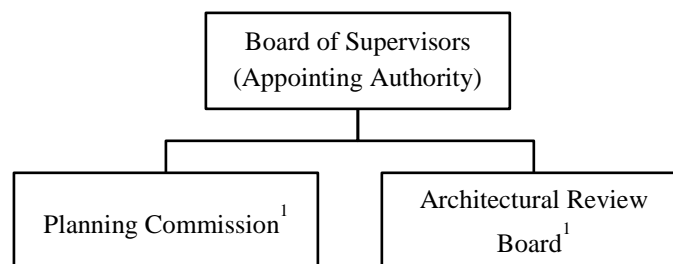 Board of Supervisors
(Appointing Authority)
Planning Commission¹
Architectural Review
Board¹